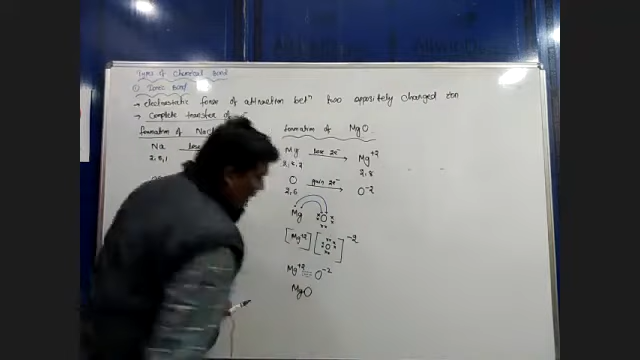 Types of Chemical Bond
① Ionic Bond
→ electrostatic force of attraction betn two oppositely charged ion
→ Complete transfer of
formation of NaCl
Na
2, 8, 1
formation of MgO
Mg lose 2e⁻ Mg⁺²
2, 8, 2 2, 8
O gain 2e⁻ O⁻²
2, 6
Mg O
[Mg⁺²] [O]⁻²
Mg⁺² O⁻²
MgO